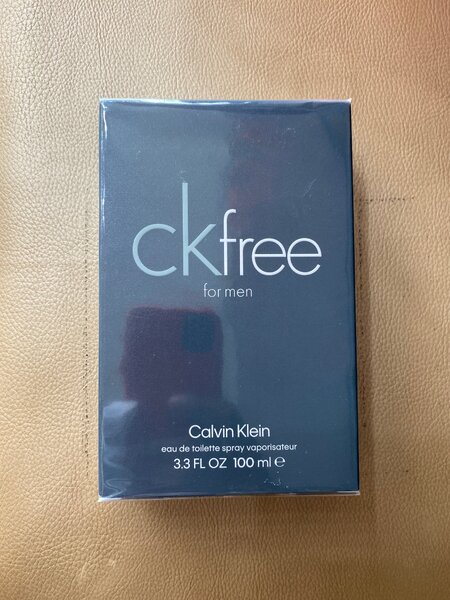 ckfree
for men
Calvin Klein
eau de toilette spray vaporisateur
3.3 FL OZ 100 ml ℮